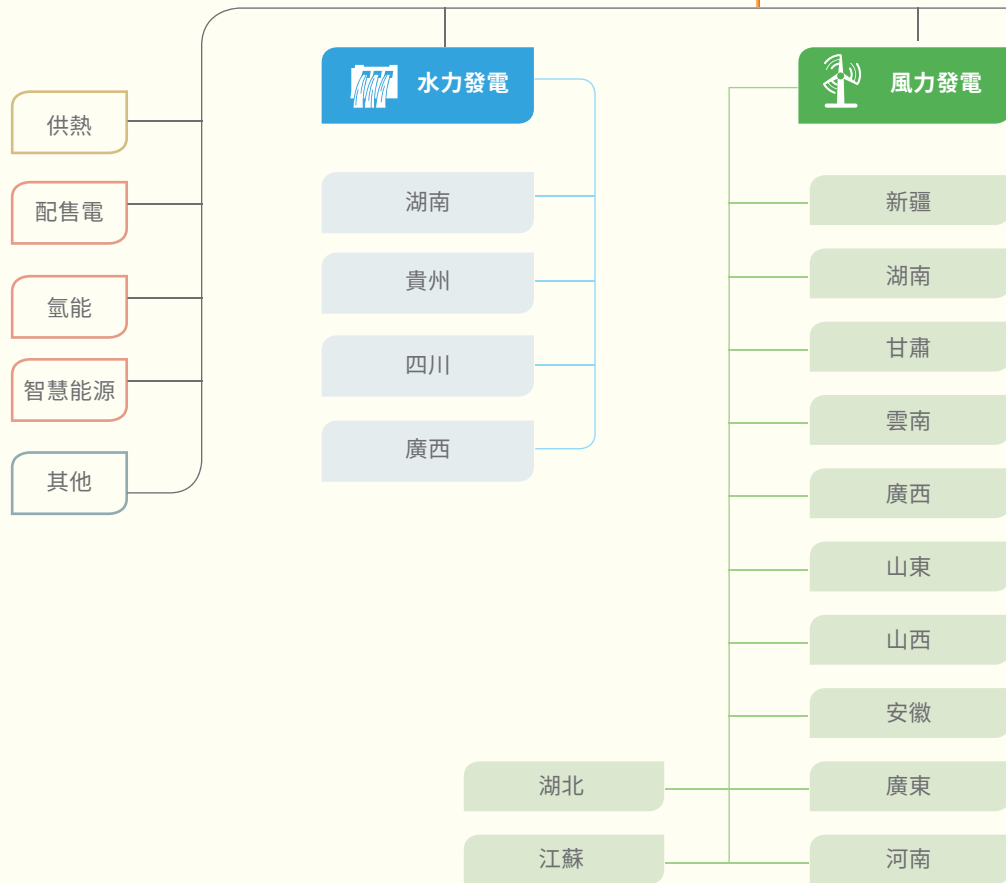 供熱
配售電
氫能
智慧能源
其他
水力發電
湖南
貴州
四川
廣西
風力發電
新疆
湖南
甘肅
雲南
廣西
山東
山西
安徽
湖北
廣東
江蘇
河南